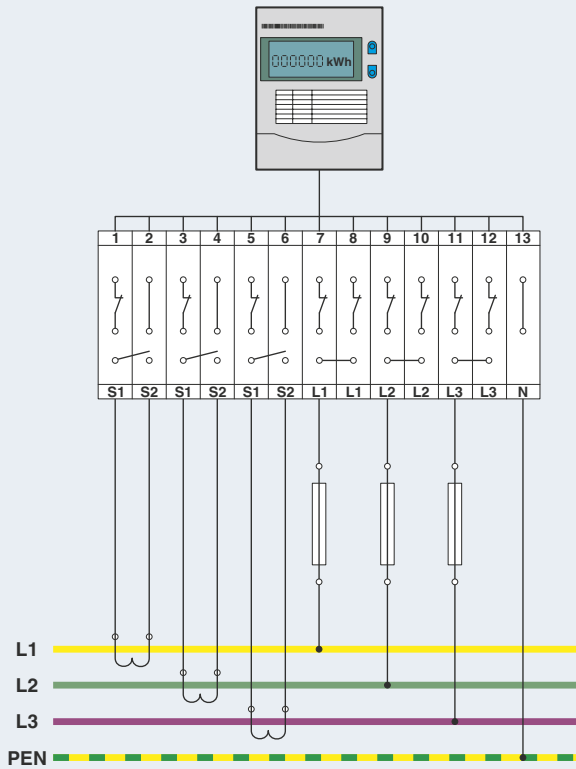 000000 kWh
1 2 3 4 5 6 7 8 9 10 11 12 13
S1 S2 S1 S2 S1 S2 L1 L1 L2 L2 L3 L3 N
L1
L2
L3
PEN